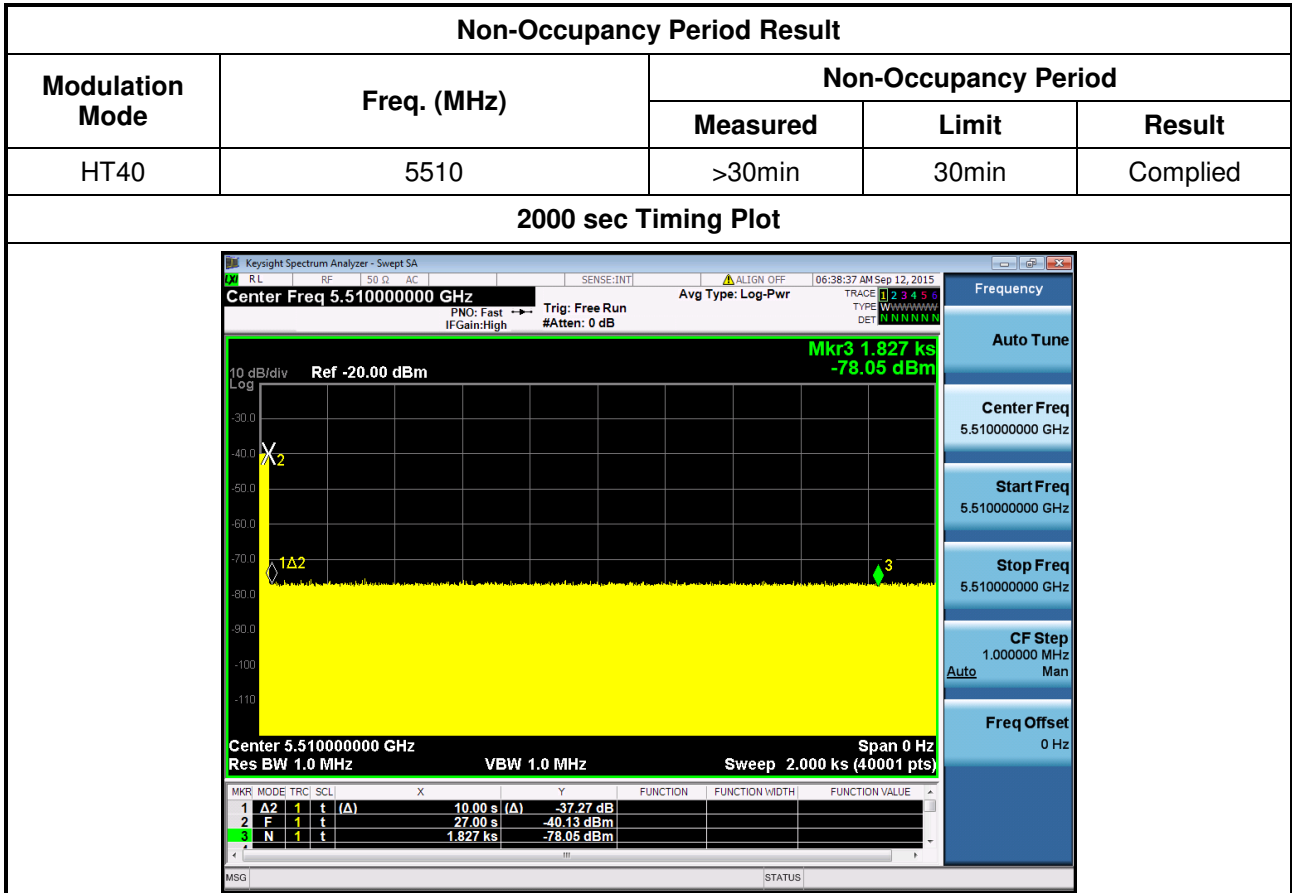 Non-Occupancy Period Result
Modulation Mode
Freq. (MHz)
Non-Occupancy Period
Measured
Limit
Result
HT40
5510
>30min
30min
Complied
2000 sec Timing Plot
Keysight Spectrum Analyzer - Swept SA
LXI RL RF 50 Ω AC SENSE:INT ALIGN OFF 06:38:37 AM Sep 12, 2015
Center Freq 5.510000000 GHz
PNO: Fast
IFGain:High
Trig: Free Run
#Atten: 0 dB
Avg Type: Log-Pwr
TRACE 1 2 3 4 5 6
TYPE WWWWWW
DET N N N N N N
Frequency
Mkr3 1.827 ks
-78.05 dBm
10 dB/div Ref -20.00 dBm
Log
-30.0
-40.0
-50.0
-60.0
-70.0
-80.0
-90.0
-100
-110
2
1Δ2
3
Center 5.510000000 GHz
Span 0 Hz
Res BW 1.0 MHz
VBW 1.0 MHz
Sweep 2.000 ks (40001 pts)
Auto Tune
Center Freq
5.510000000 GHz
Start Freq
5.510000000 GHz
Stop Freq
5.510000000 GHz
CF Step
1.000000 MHz
Auto Man
Freq Offset
0 Hz
MKR MODE TRC SCL X Y FUNCTION FUNCTION WIDTH FUNCTION VALUE
1 Δ2 1 t (Δ) 10.00 s (Δ) -37.27 dB
2 F 1 t 27.00 s -40.13 dBm
3 N 1 t 1.827 ks -78.05 dBm
MSG
STATUS